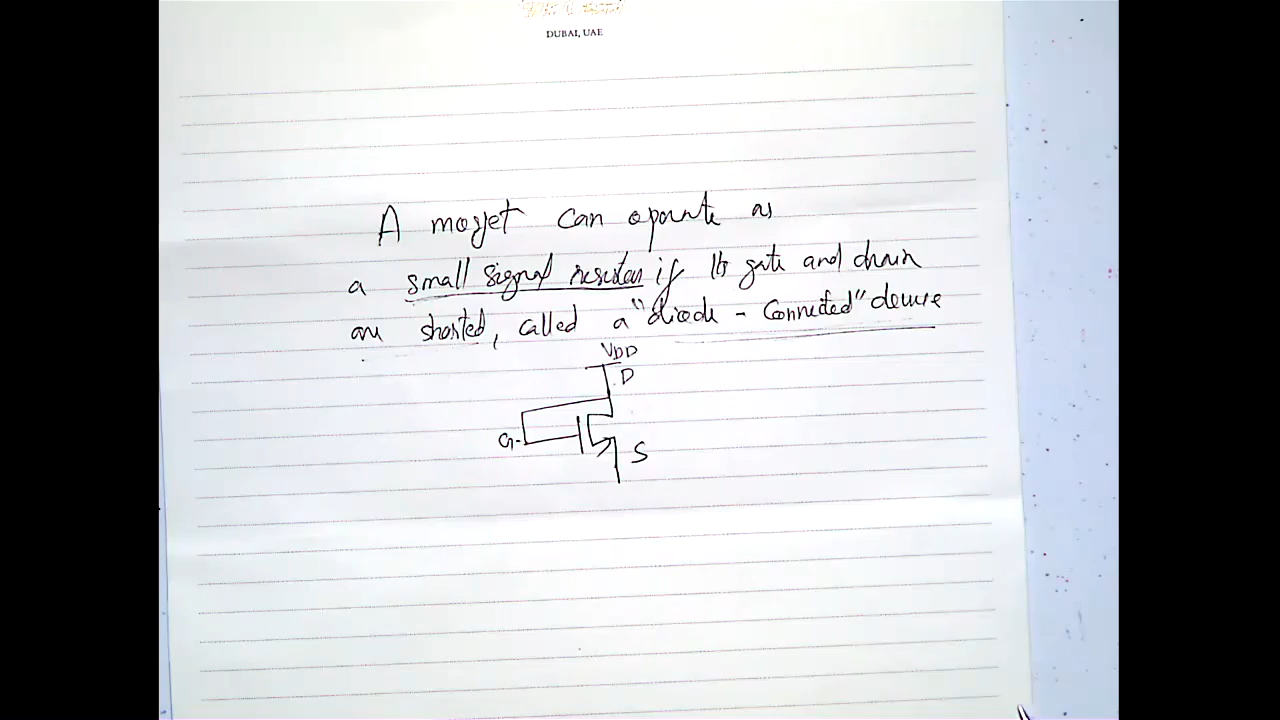 DUBAI, UAE
A mosfet can operate as
a small signal resistor if its gate and drain
are shorted, called a "diode - connected" device
VDD
D
G
S